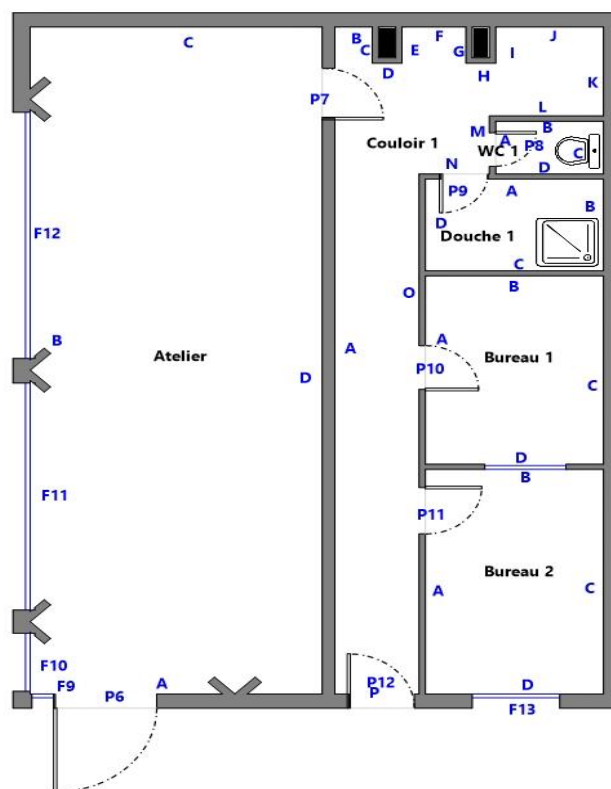 C
B
F
J
C
E
G
I
D
H
K
P7
L
M
B
Couloir 1
A
P8
C
WC 1
N
D
P9
A
B
D
F12
Douche 1
C
B
O
B
A
A
Atelier
Bureau 1
P10
D
C
D
B
F11
P11
Bureau 2
A
C
F10
P12
F9
P6
A
P
D
F13